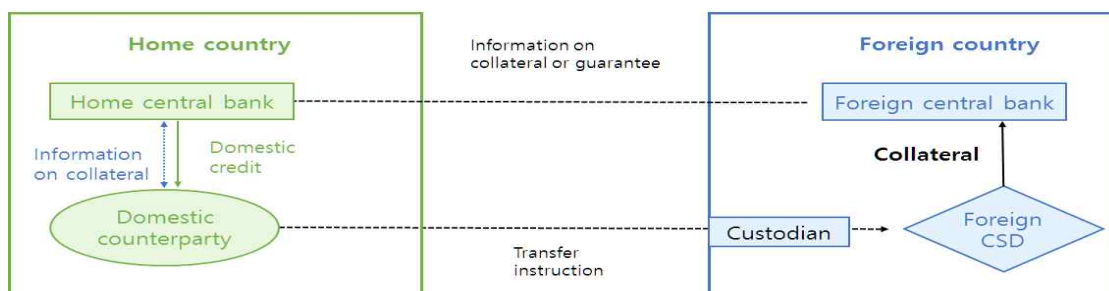 Home country
Information on
collateral or guarantee
Foreign country
Home central bank
Foreign central bank
Information
on collateral
Domestic
credit
Collateral
Domestic
counterparty
Custodian
Foreign
CSD
Transfer
instruction